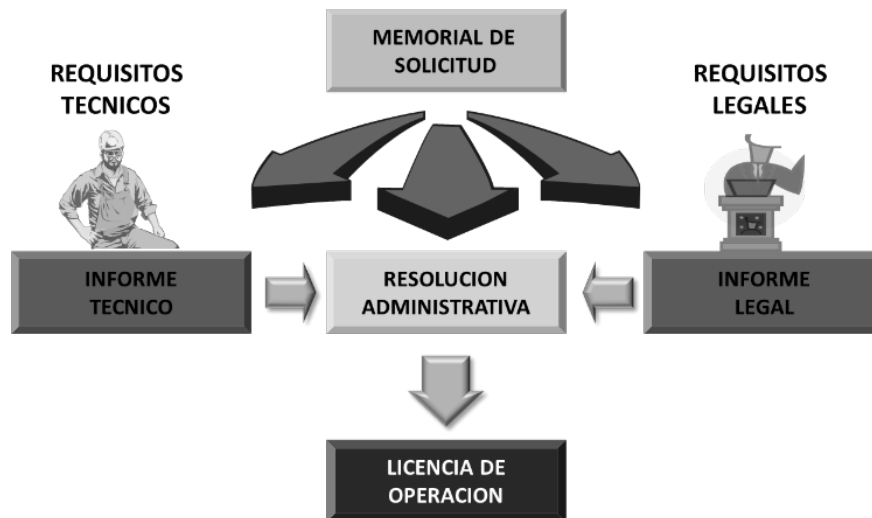 MEMORIAL DE
SOLICITUD
REQUISITOS
TECNICOS
REQUISITOS
LEGALES
INFORME
TECNICO
RESOLUCION
ADMINISTRATIVA
INFORME
LEGAL
LICENCIA DE
OPERACION